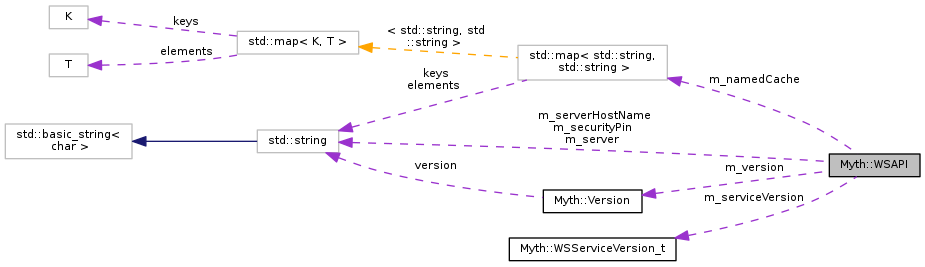 K
keys
std::map< K, T >
elements
T
< std::string, std
::string >
std::map< std::string,
std::string >
keys
elements
m_namedCache
std::basic_string<
char >
std::string
m_serverHostName
m_securityPin
m_server
Myth::WSAPI
version
m_version
Myth::Version
m_serviceVersion
Myth::WSServiceVersion_t